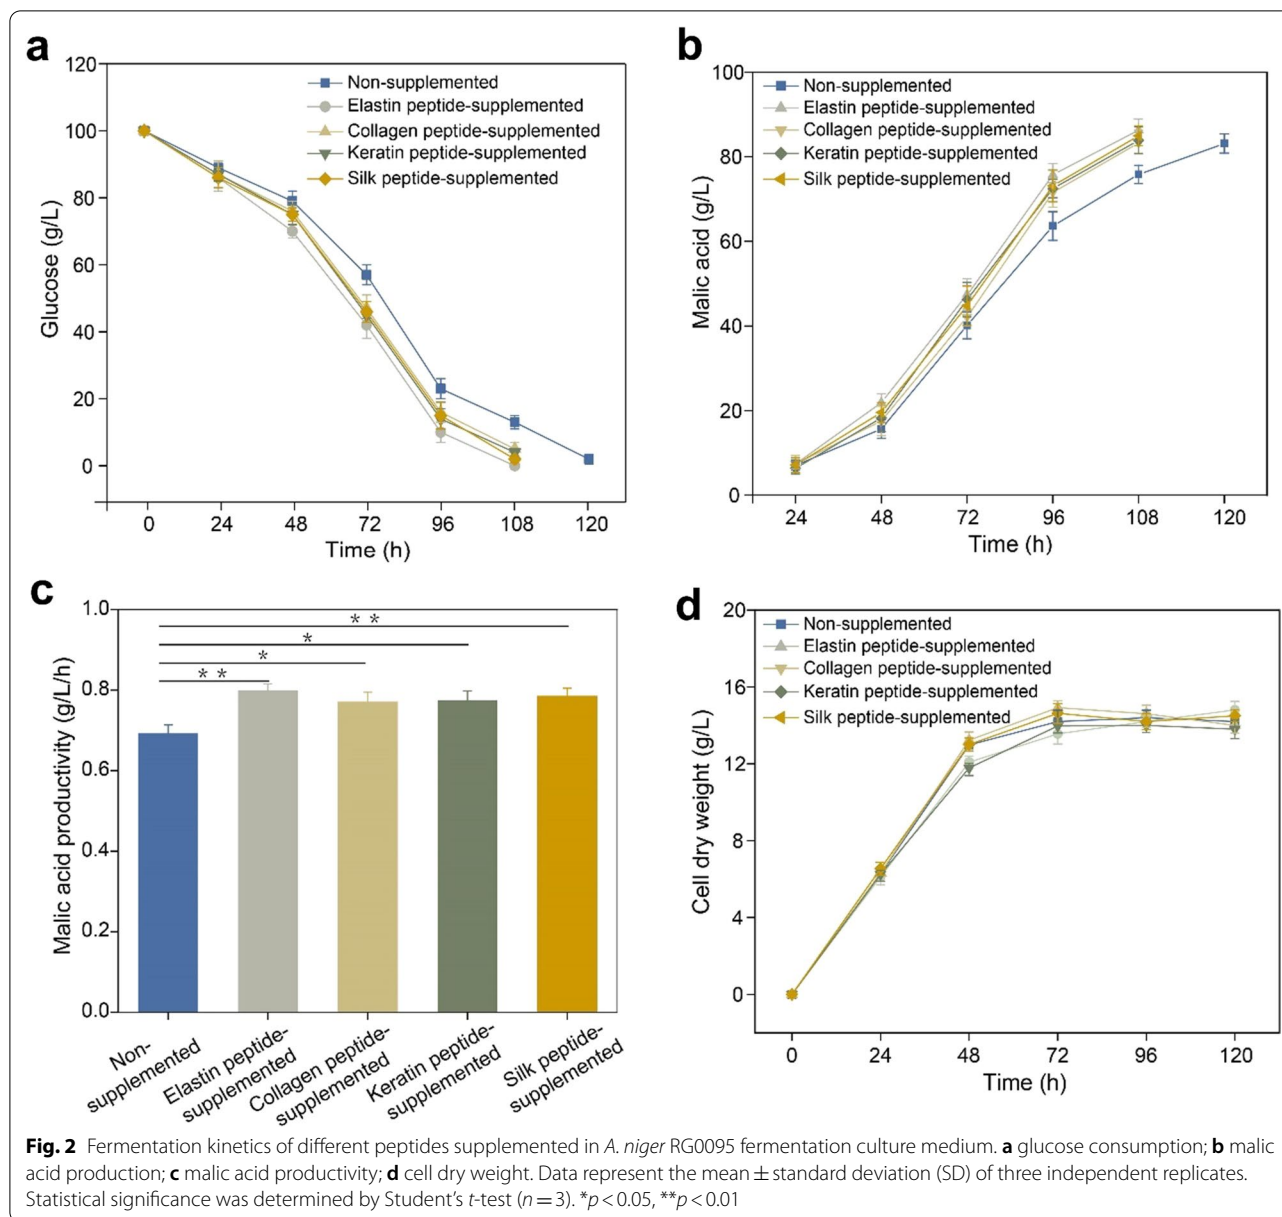 a
120
100
80
60
40
20
0
Glucose (g/L)
Non-supplemented
Elastin peptide-supplemented
Collagen peptide-supplemented
Keratin peptide-supplemented
Silk peptide-supplemented
0 24 48 72 96 108 120
Time (h)
b
100
80
60
40
20
0
Malic acid (g/L)
Non-supplemented
Elastin peptide-supplemented
Collagen peptide-supplemented
Keratin peptide-supplemented
Silk peptide-supplemented
24 48 72 96 108 120
Time (h)
c
1.0
0.8
0.6
0.4
0.2
0.0
Malic acid productivity (g/L/h)
* *
*
*
* *
Non-
supplemented
Elastin peptide-
supplemented
Collagen peptide-
supplemented
Keratin peptide-
supplemented
Silk peptide-
supplemented
d
20
16
12
8
4
0
Cell dry weight (g/L)
Non-supplemented
Elastin peptide-supplemented
Collagen peptide-supplemented
Keratin peptide-supplemented
Silk peptide-supplemented
0 24 48 72 96 120
Time (h)
Fig. 2 Fermentation kinetics of different peptides supplemented in A. niger RG0095 fermentation culture medium. a glucose consumption; b malic
acid production; c malic acid productivity; d cell dry weight. Data represent the mean ± standard deviation (SD) of three independent replicates.
Statistical significance was determined by Student's t-test (n = 3). *p < 0.05, **p < 0.01